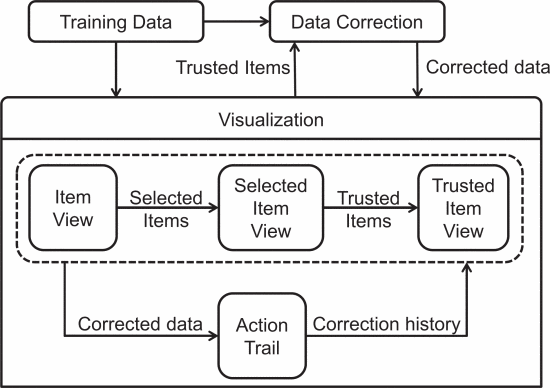 Training Data
Data Correction
Trusted Items
Corrected data
Visualization
Item
View
Selected
Items
Selected
Item
View
Trusted
Items
Trusted
Item
View
Corrected data
Action
Trail
Correction history